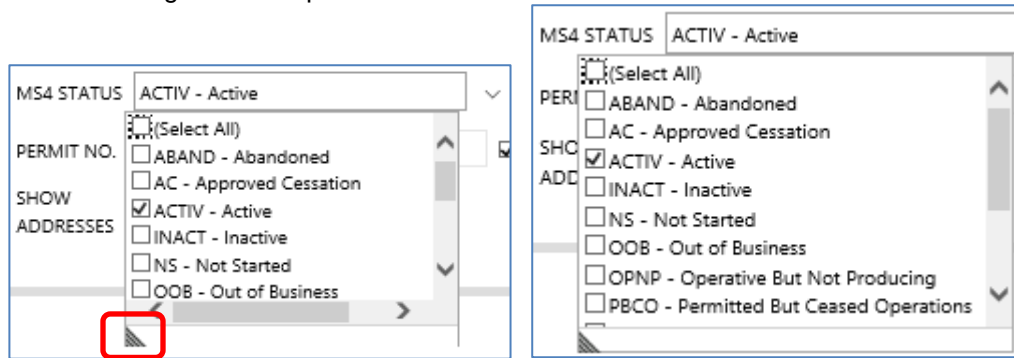 MS4 STATUS ACTIV - Active
(Select All)
ABAND - Abandoned
PERMIT NO.
AC - Approved Cessation
SHOW
ADDRESSES
ACTIV - Active
INACT - Inactive
NS - Not Started
OOB - Out of Business
MS4 STATUS ACTIV - Active
(Select All)
ABAND - Abandoned
AC - Approved Cessation
ACTIV - Active
INACT - Inactive
NS - Not Started
OOB - Out of Business
OPNP - Operative But Not Producing
PBCO - Permitted But Ceased Operations